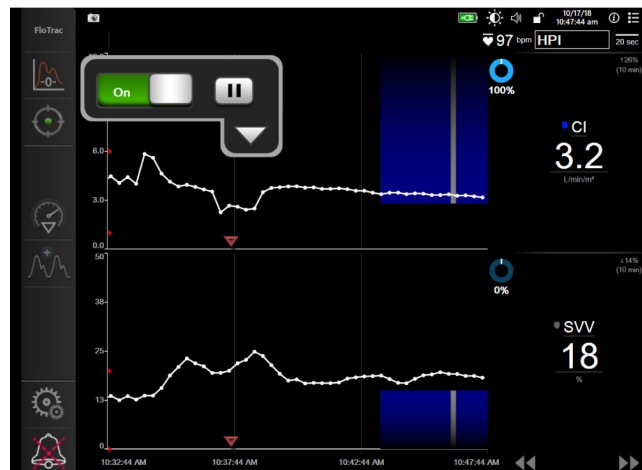 FloTrac
10/17/18
10:47:44 am
97 bpm
HPI
20 sec
-0-
On
6.0
3.0
0.0
100%
↑26%
(10 min)
CI
3.2
L/min/m²
50
38
25
13
0
0%
↓14%
(10 min)
SVV
18
%
10:32:44 AM
10:37:44 AM
10:42:44 AM
10:47:44 AM